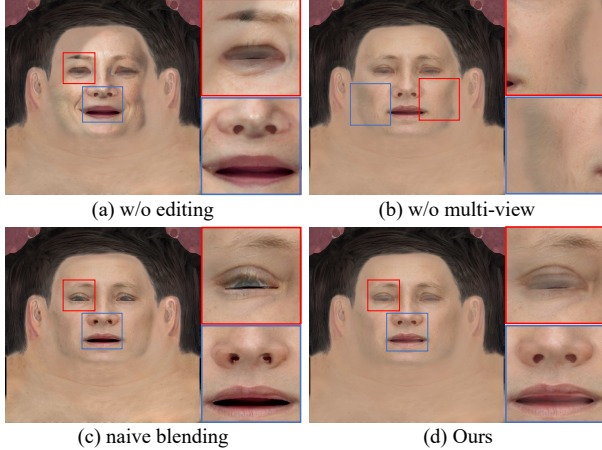 (a) w/o editing
(b) w/o multi-view
(c) naive blending
(d) Ours